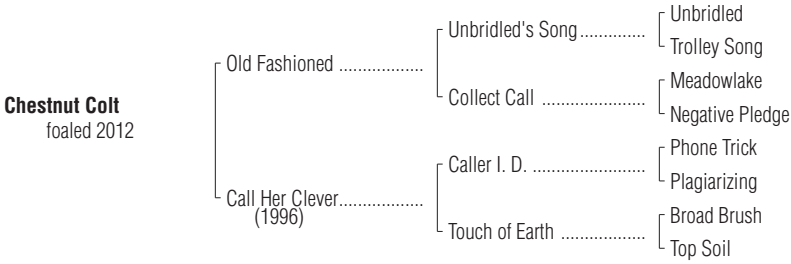 Unbridled
Unbridled's Song..............
Trolley Song
Old Fashioned ..................
Meadowlake
Collect Call ......................
Negative Pledge
Chestnut Colt
foaled 2012
Phone Trick
Caller I. D. ........................
Plagiarizing
Call Her Clever..................
(1996)
Broad Brush
Touch of Earth ..................
Top Soil